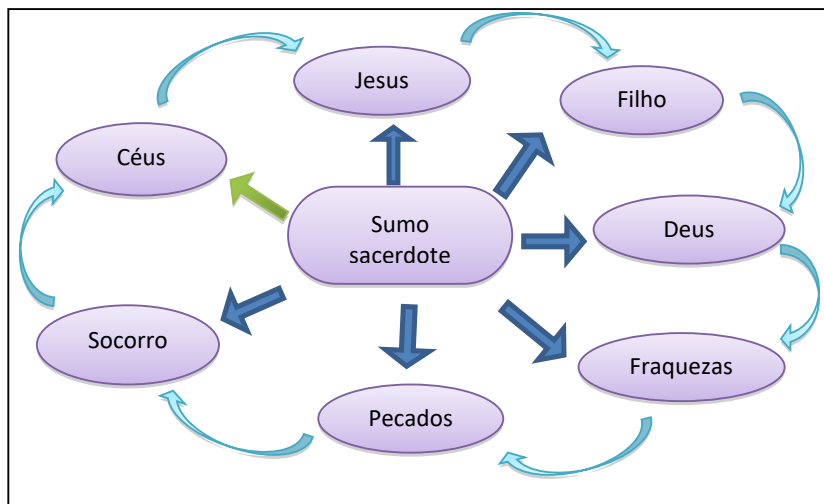 Jesus
Filho
Céus
Sumo
sacerdote
Deus
Socorro
Fraquezas
Pecados